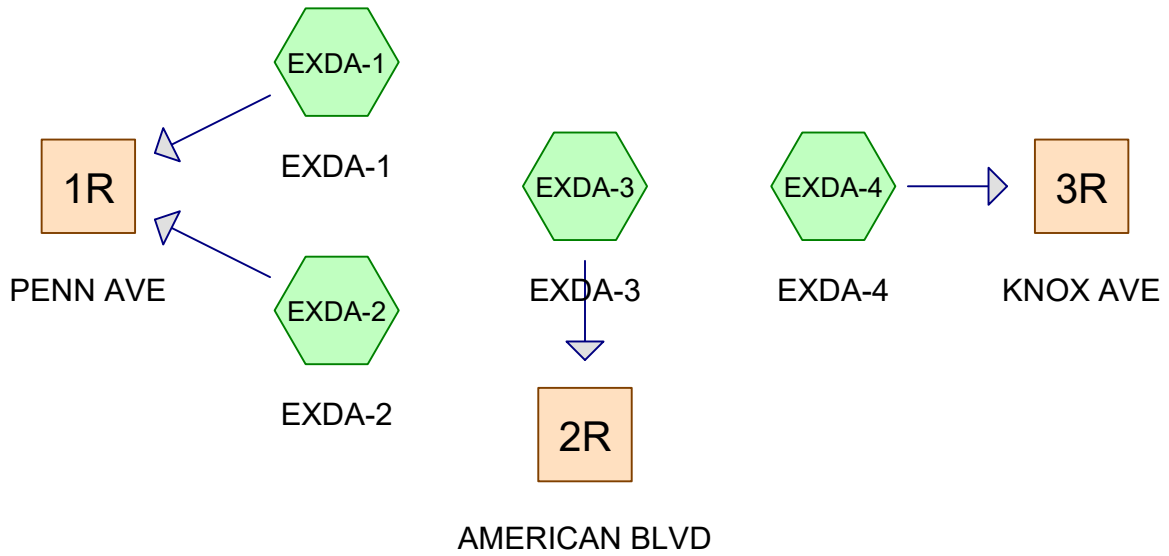 EXDA-1
EXDA-1
1R
PENN AVE
EXDA-2
EXDA-2
EXDA-3
EXDA-3
2R
AMERICAN BLVD
EXDA-4
EXDA-4
3R
KNOX AVE